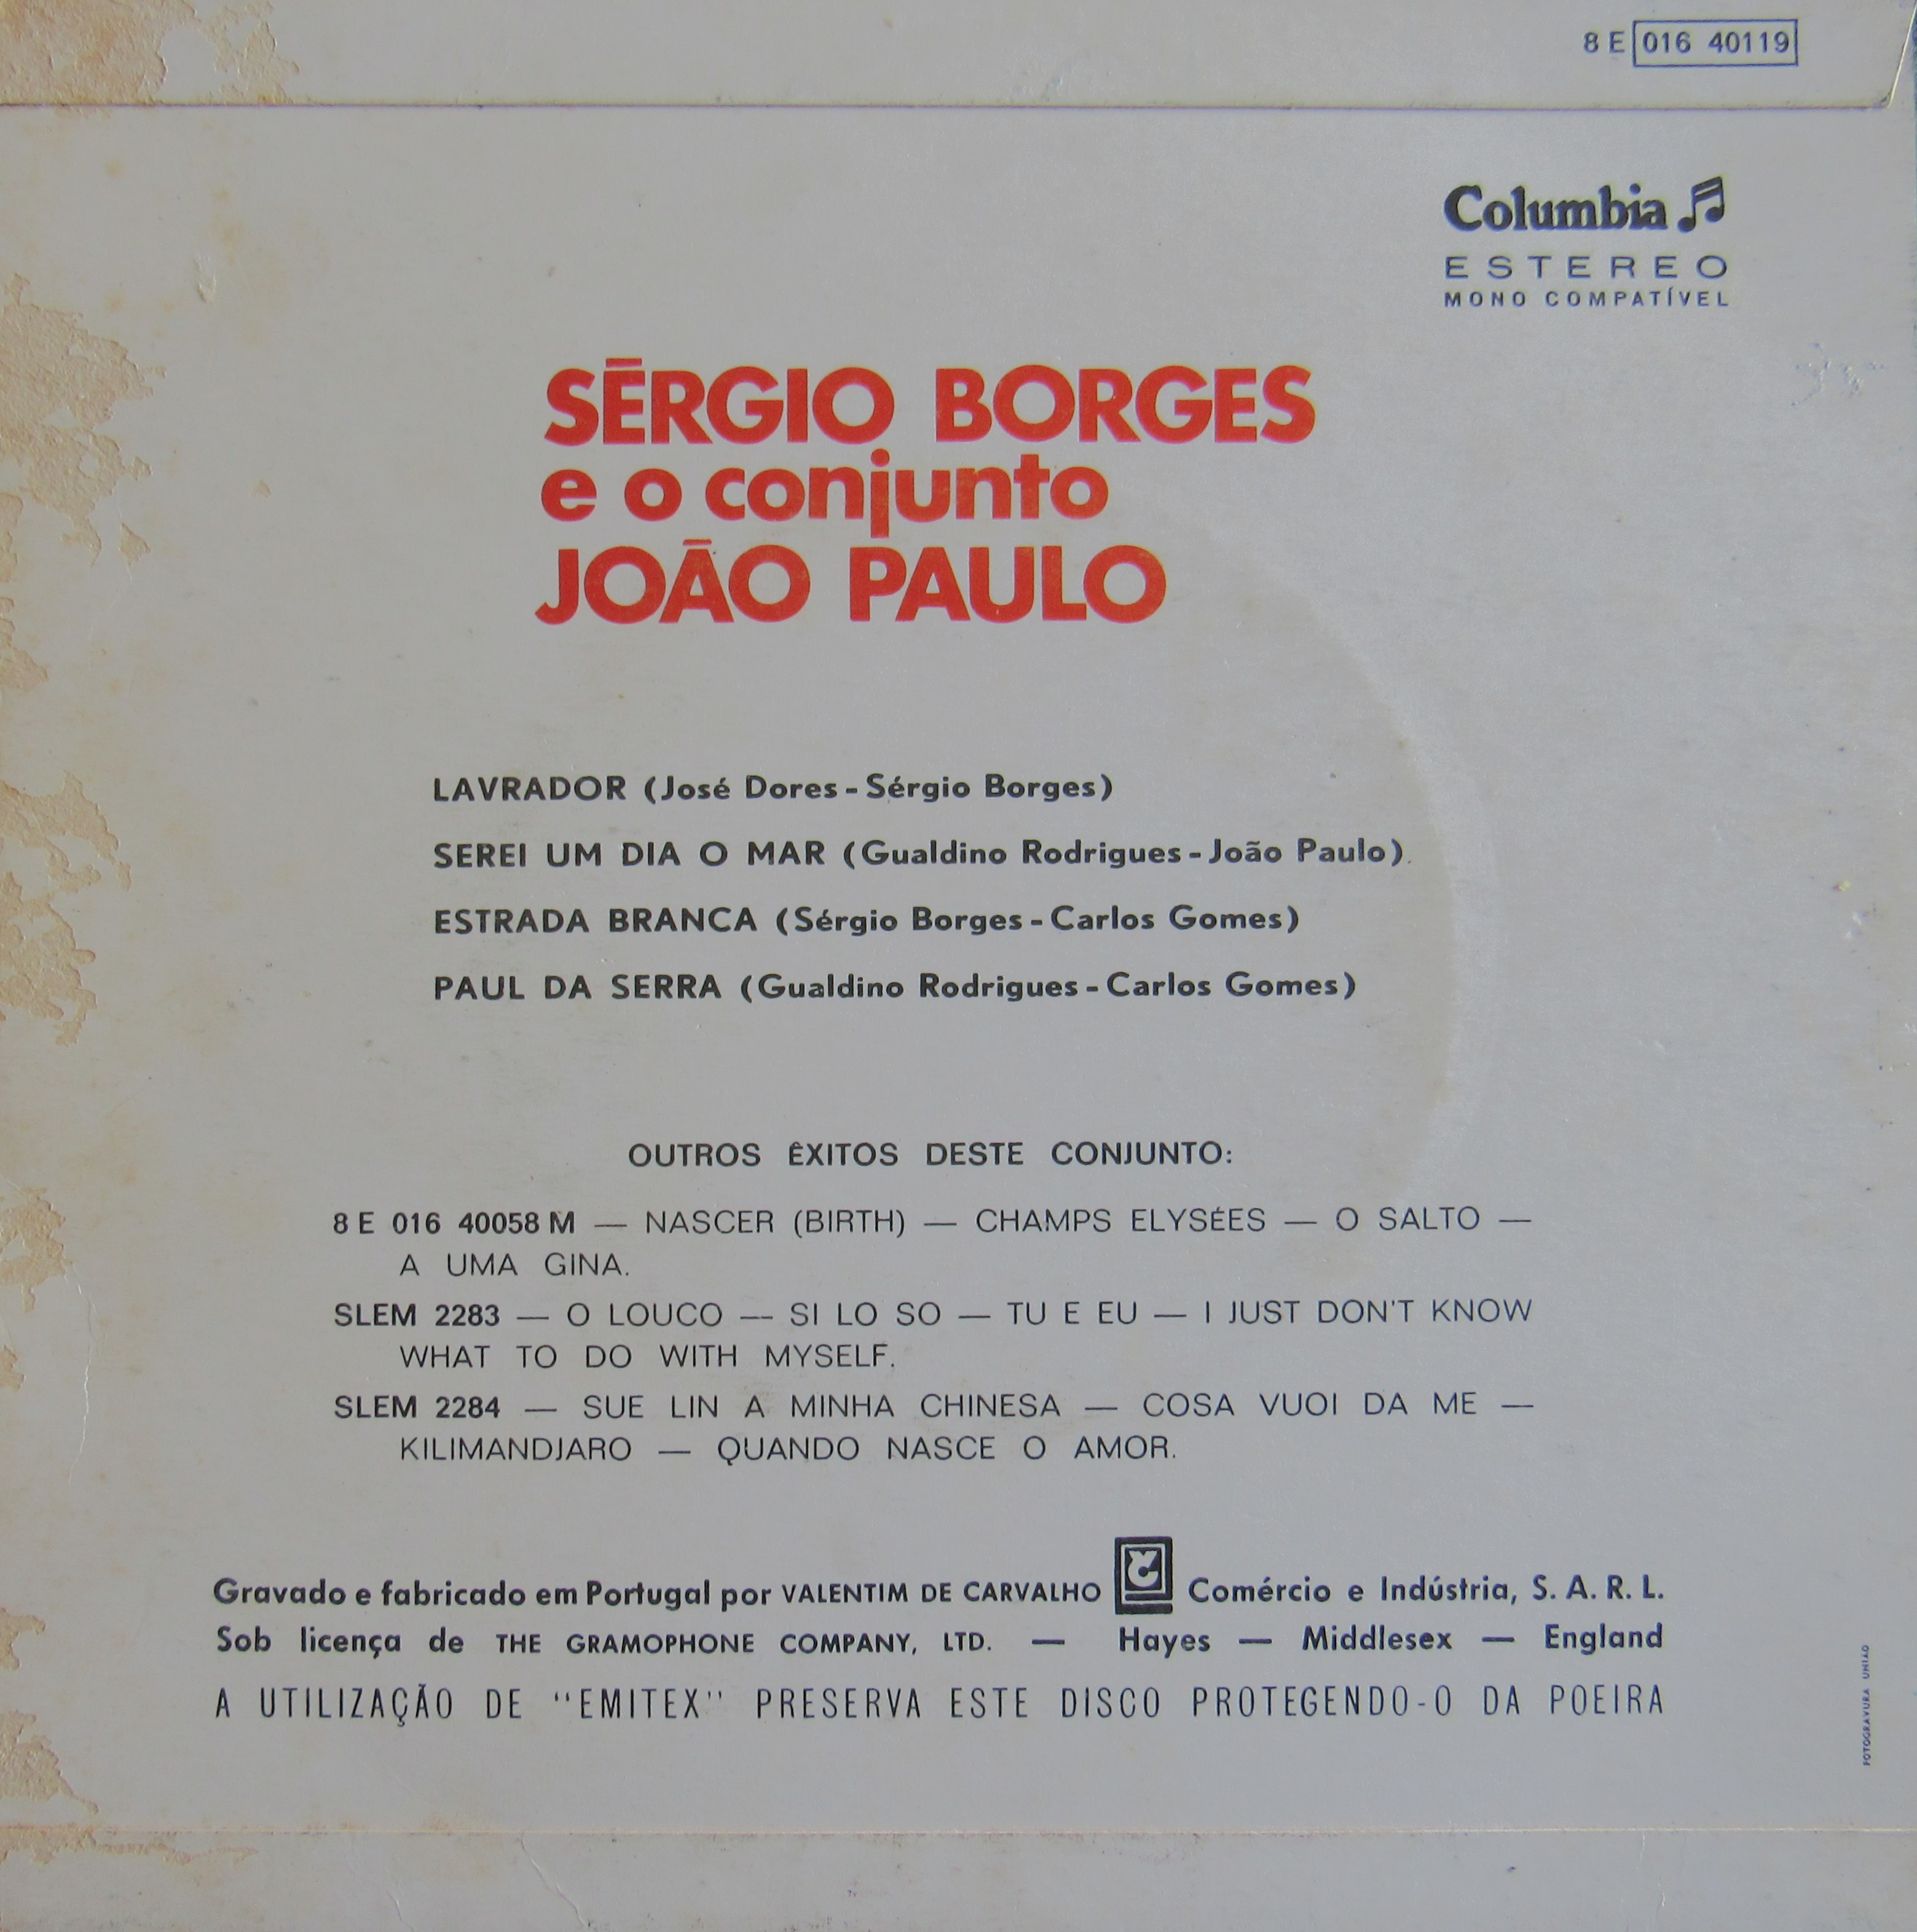 8 E 016 40119
Columbia
ESTEREO
MONO COMPATÍVEL
SÉRGIO BORGES
e o conjunto
JOÃO PAULO
LAVRADOR (José Dores - Sérgio Borges)
SEREI UM DIA O MAR (Gualdino Rodrigues - João Paulo).
ESTRADA BRANCA (Sérgio Borges - Carlos Gomes)
PAUL DA SERRA (Gualdino Rodrigues - Carlos Gomes)
OUTROS ÊXITOS DESTE CONJUNTO:
8 E 016 40058 M — NASCER (BIRTH) — CHAMPS ELYSÉES — O SALTO —
A UMA GINA.
SLEM 2283 — O LOUCO — SI LO SO — TU E EU — I JUST DON'T KNOW
WHAT TO DO WITH MYSELF.
SLEM 2284 — SUE LIN A MINHA CHINESA — COSA VUOI DA ME —
KILIMANDJARO — QUANDO NASCE O AMOR.
Gravado e fabricado em Portugal por VALENTIM DE CARVALHO VC Comércio e Indústria, S. A. R. L.
Sob licença de THE GRAMOPHONE COMPANY, LTD. — Hayes — Middlesex — England
A UTILIZAÇÃO DE "EMITEX" PRESERVA ESTE DISCO PROTEGENDO-O DA POEIRA
FOTOGRAVURA UNIÃO